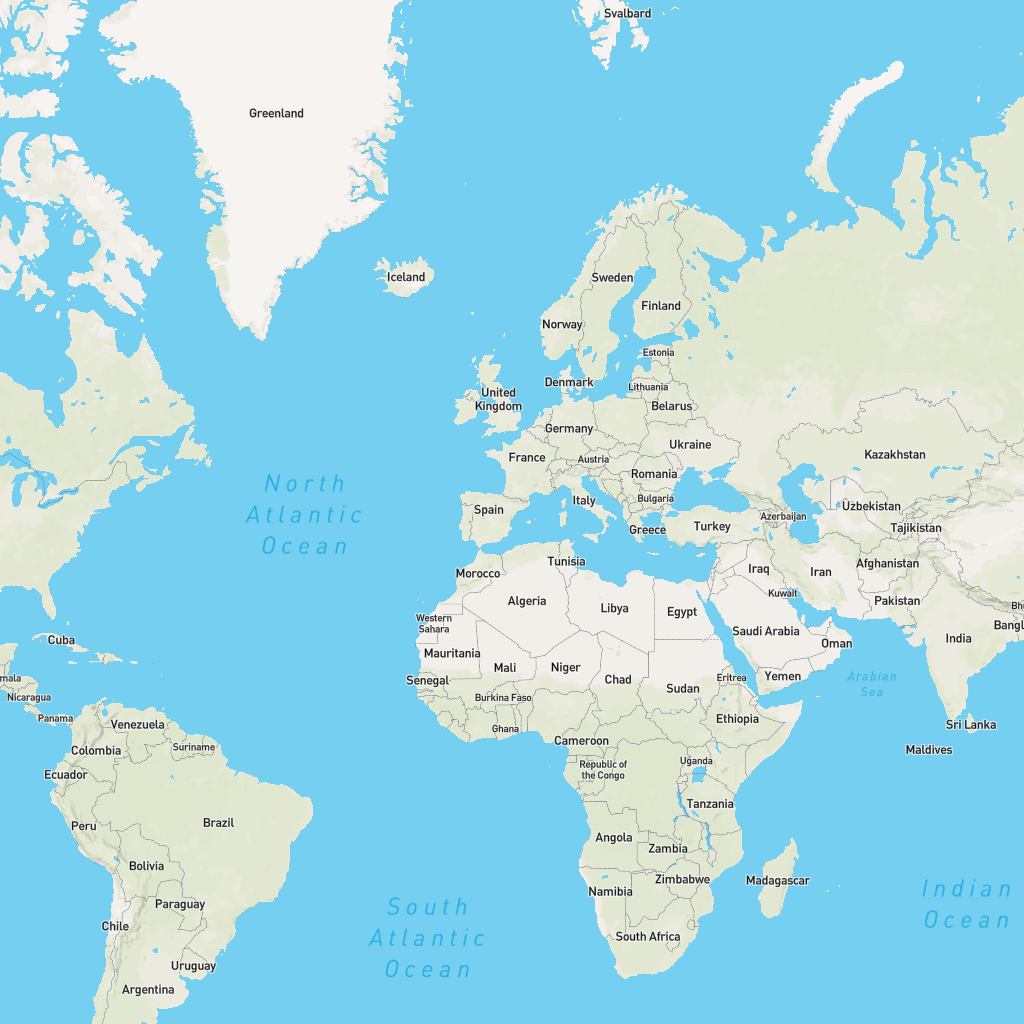 Svalbard
Greenland
Iceland
Sweden
Finland
Norway
Estonia
Denmark
Lithuania
United
Kingdom
Belarus
Germany
Ukraine
France
Austria
Kazakhstan
Romania
North
Atlantic
Ocean
Italy
Bulgaria
Spain
Uzbekistan
Azerbaijan
Greece
Turkey
Tajikistan
Tunisia
Afghanistan
Morocco
Iraq
Iran
Kuwait
Algeria
Libya
Egypt
Pakistan
Bh
Western
Sahara
Bangl
Saudi Arabia
India
Cuba
Oman
Mauritania
Mali
Niger
Chad
Yemen
Arabian
Sea
mala
Senegal
Eritrea
Sudan
Nicaragua
Burkina Faso
Panama
Venezuela
Ethiopia
Ghana
Sri Lanka
Colombia
Suriname
Cameroon
Maldives
Ecuador
Republic of
the Congo
Uganda
Tanzania
Peru
Brazil
Angola
Zambia
Bolivia
Zimbabwe
Madagascar
Namibia
Indian
Ocean
Paraguay
South
Atlantic
Ocean
Chile
South Africa
Uruguay
Argentina